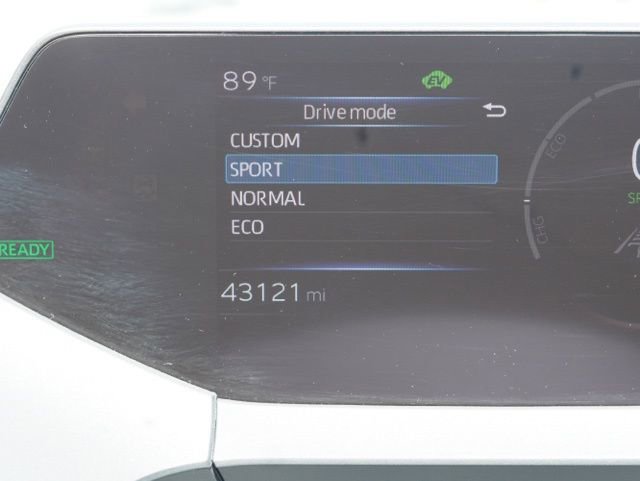 89°F
EV
Drive mode
CUSTOM
SPORT
NORMAL
ECO
43121 mi
READY
ECO
CHG